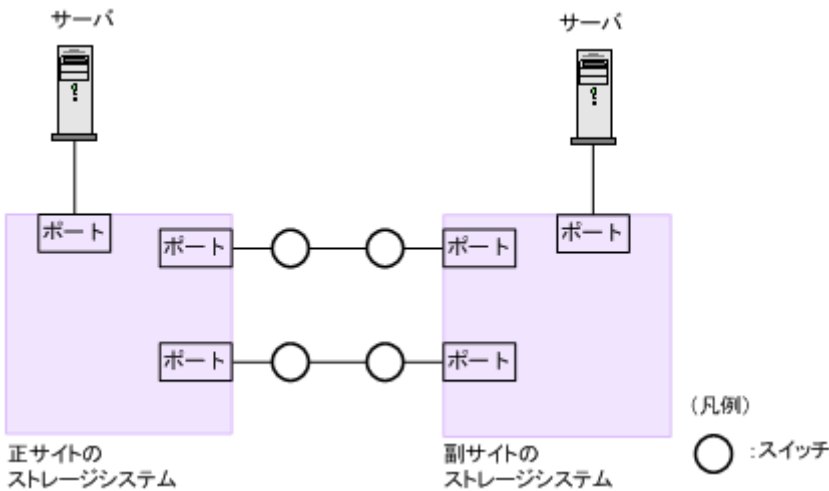 サーバ
サーバ
ポート
ポート
ポート
ポート
ポート
ポート
(凡例)
:スイッチ
正サイトの
ストレージシステム
副サイトの
ストレージシステム